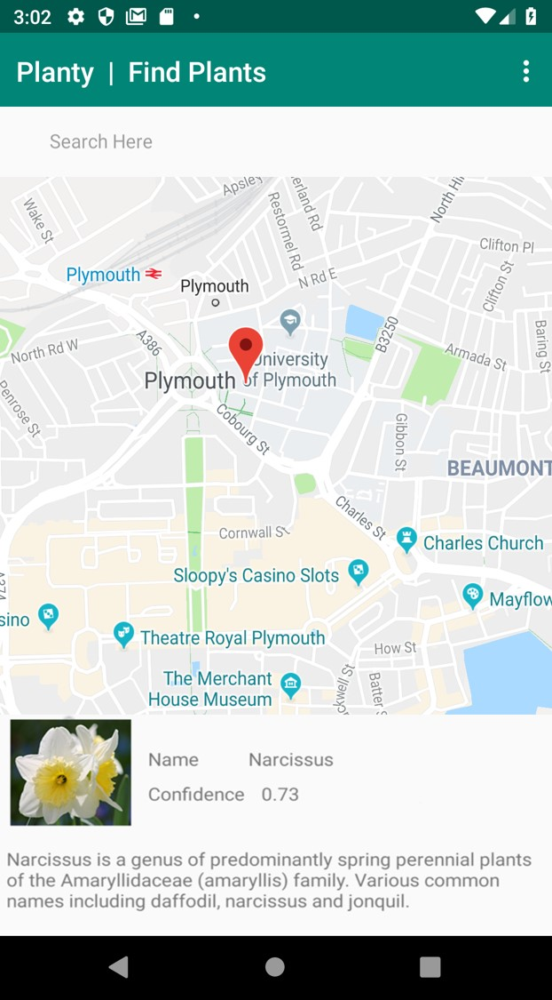 3:02
Planty | Find Plants
Search Here
Apsley
erland Rd
Restormel Rd
North Hi
Wake St
Clifton Pl
Clifton St
Plymouth
Plymouth
N Rd E
A386
B3250
Baring St
North Rd W
University
of Plymouth
Armada St
Plymouth
Penrose St
Cobourg St
Gibbon St
BEAUMONT
Charles St
Cornwall St
Charles Church
A374
Sloopy's Casino Slots
Mayflow
sino
Theatre Royal Plymouth
How St
The Merchant
House Museum
ckwell St
Batter S
Name Narcissus
Confidence 0.73
Narcissus is a genus of predominantly spring perennial plants
of the Amaryllidaceae (amaryllis) family. Various common
names including daffodil, narcissus and jonquil.